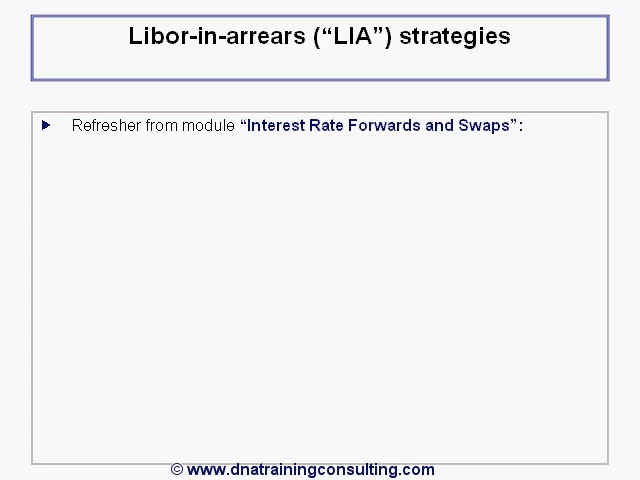 Libor-in-arrears (“LIA”) strategies
Refresher from module “Interest Rate Forwards and Swaps”:
© www.dnatrainingconsulting.com